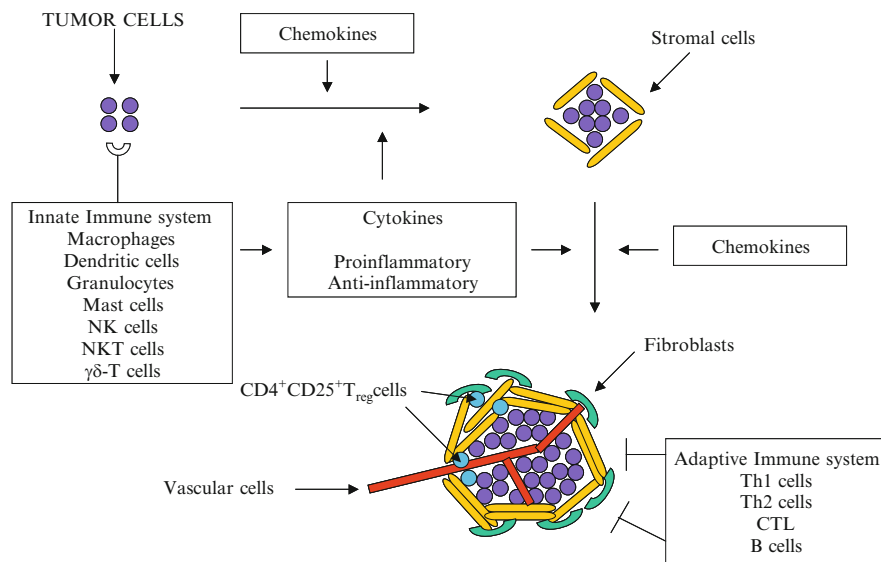 TUMOR CELLS
Chemokines
Stromal cells
Innate Immune system
Macrophages
Dendritic cells
Granulocytes
Mast cells
NK cells
NKT cells
γδ-T cells
Cytokines
Proinflammatory
Anti-inflammatory
Chemokines
Fibroblasts
CD4⁺CD25⁺T_reg cells
Vascular cells
Adaptive Immune system
Th1 cells
Th2 cells
CTL
B cells